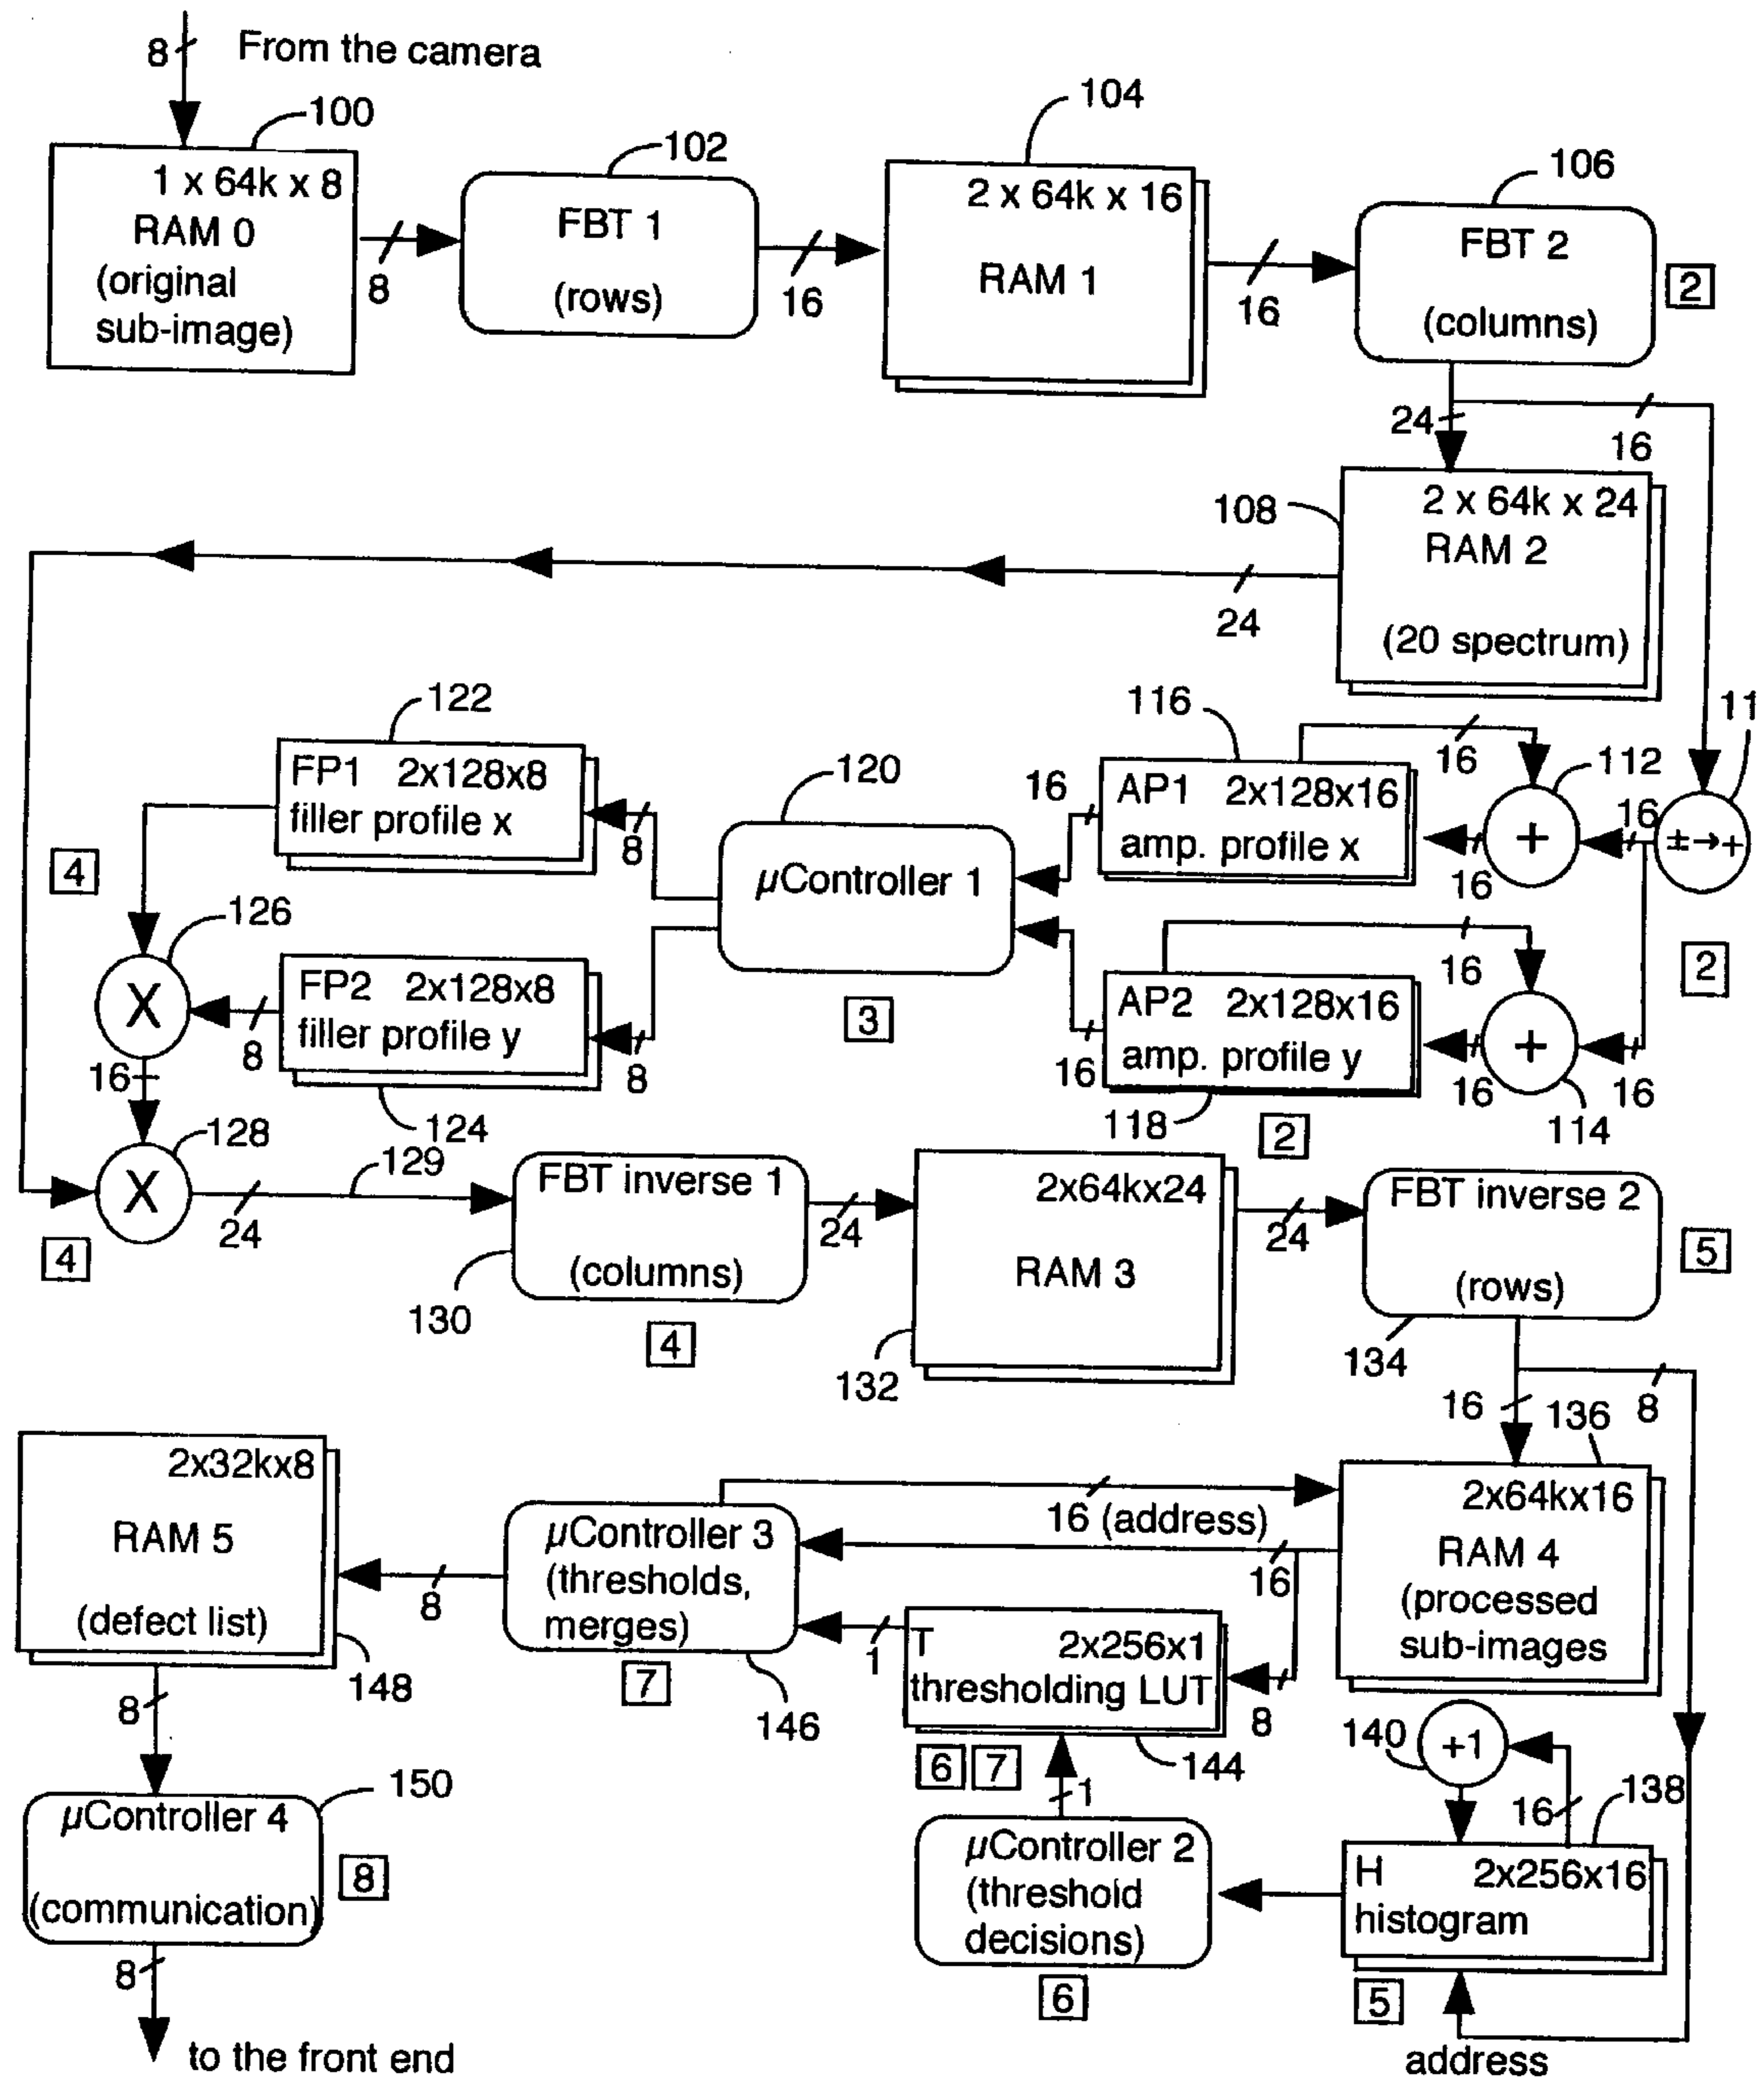 8 From the camera
100
1 x 64k x 8
RAM 0
(original
sub-image)
8
102
FBT 1
(rows)
16
104
2 x 64k x 16
RAM 1
16
106
FBT 2
(columns)
2
24
16
108
2 x 64k x 24
RAM 2
(20 spectrum)
24
11
±→+
16
2
112
+
16
16
116
AP1 2x128x16
amp. profile x
16
114
+
16
16
16
AP2 2x128x16
amp. profile y
118
2
16
120
µController 1
3
122
FP1 2x128x8
filler profile x
8
4
126
X
FP2 2x128x8
filler profile y
124
8
8
16
128
X
4
24
129
FBT inverse 1
(columns)
130
4
24
2x64kx24
RAM 3
132
24
FBT inverse 2
(rows)
134
5
16
8
136
2x64kx16
RAM 4
(processed
sub-images
16 (address)
16
8
µController 3
(thresholds,
merges)
7
146
1
T 2x256x1
thresholding LUT
144
6 7
1
µController 2
(threshold
decisions)
6
140
+1
16
138
H 2x256x16
histogram
5
address
8
2x32kx8
RAM 5
(defect list)
148
8
150
µController 4
(communication)
8
8
to the front end